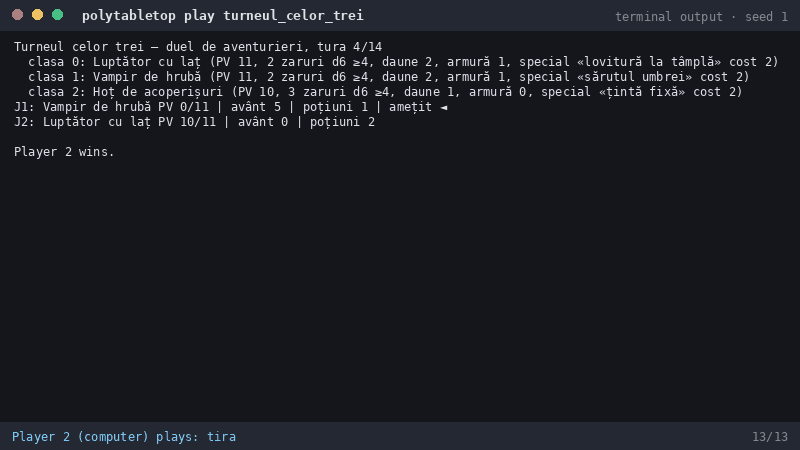 polytabletop play turneul_celor_trei
terminal output · seed 1
Turneul celor trei — duel de aventurieri, tura 4/14
clasa 0: Luptător cu laț (PV 11, 2 zaruri d6 ≥4, daune 2, armură 1, special «lovitură la tâmplă» cost 2)
clasa 1: Vampir de hrubă (PV 11, 2 zaruri d6 ≥4, daune 2, armură 1, special «sărutul umbrei» cost 2)
clasa 2: Hoț de acoperișuri (PV 10, 3 zaruri d6 ≥4, daune 1, armură 0, special «țintă fixă» cost 2)
J1: Vampir de hrubă PV 0/11 | avânt 5 | poțiuni 1 | amețit ◄
J2: Luptător cu laț PV 10/11 | avânt 0 | poțiuni 2
Player 2 wins.
Player 2 (computer) plays: tira
13/13